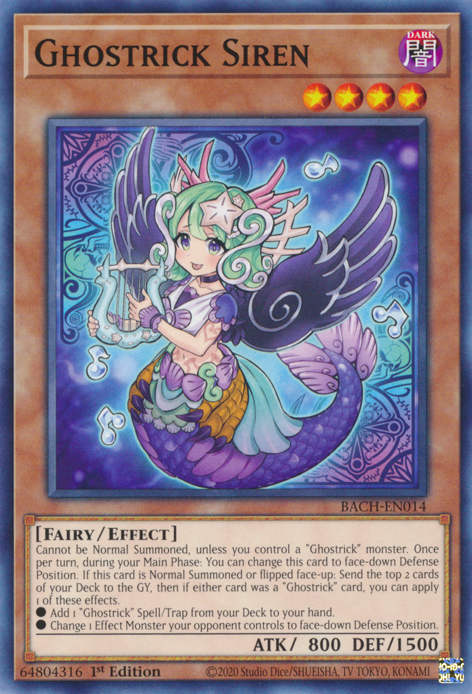 GHOSTRICK SIREN
DARK
闇
BACH-EN014
[FAIRY/EFFECT]
Cannot be Normal Summoned, unless you control a "Ghostrick" monster. Once
per turn, during your Main Phase: You can change this card to face-down Defense
Position. If this card is Normal Summoned or flipped face-up: Send the top 2 cards
of your Deck to the GY, then if either card was a "Ghostrick" card, you can apply
1 of these effects.
● Add 1 "Ghostrick" Spell/Trap from your Deck to your hand.
● Change 1 Effect Monster your opponent controls to face-down Defense Position.
ATK/ 800 DEF/1500
64804316 1st Edition ©2020 Studio Dice/SHUEISHA, TV TOKYO, KONAMI